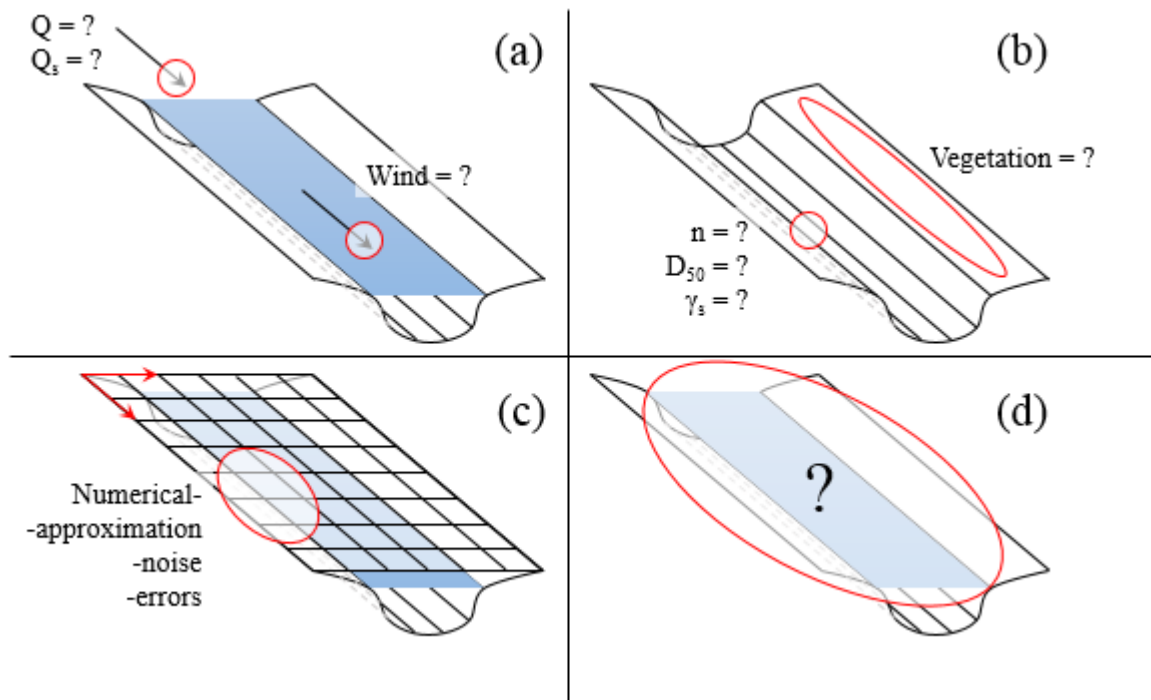 Q = ?
Qs = ?
(a)
Wind = ?
(b)
Vegetation = ?
n = ?
D50 = ?
γs = ?
(c)
Numerical-
-approximation
-noise
-errors
(d)
?